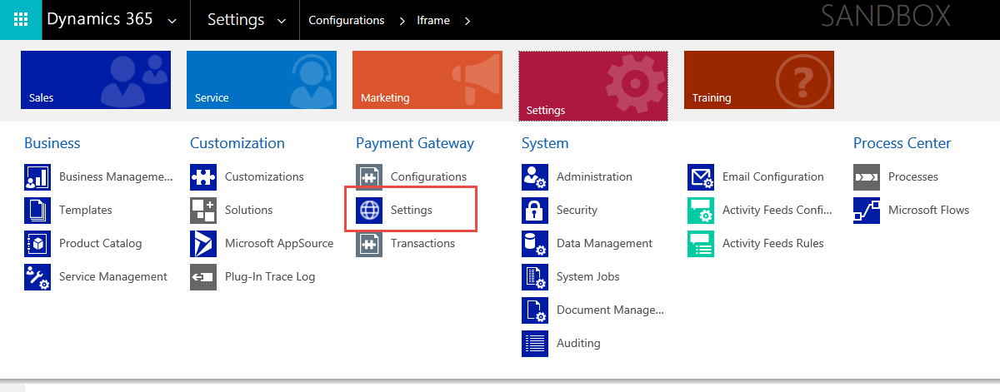 Dynamics 365 Settings Configurations Iframe SANDBOX
Sales Service Marketing Settings Training
Business
Business Manageme...
Templates
Product Catalog
Service Management
Customization
Customizations
Solutions
Microsoft AppSource
Plug-In Trace Log
Payment Gateway
Configurations
Settings
Transactions
System
Administration
Security
Data Management
System Jobs
Document Manage...
Auditing
Email Configuration
Activity Feeds Confi...
Activity Feeds Rules
Process Center
Processes
Microsoft Flows